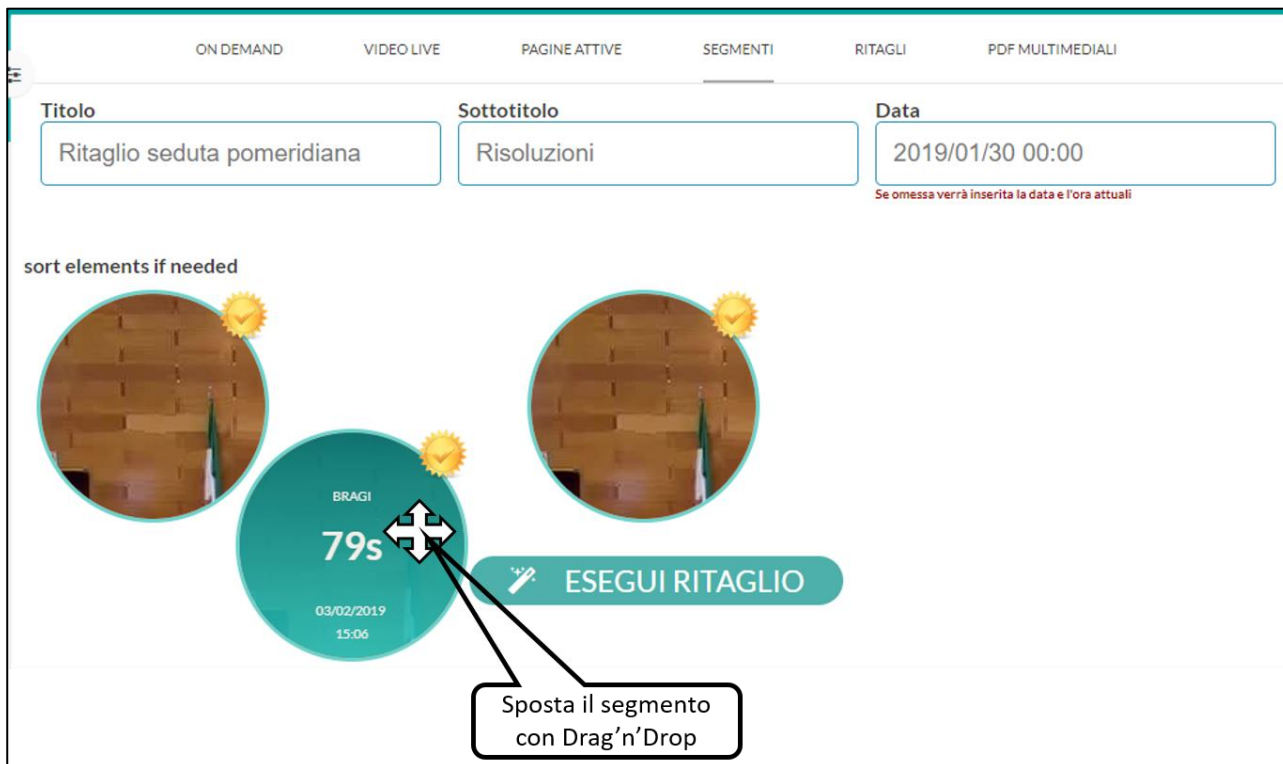 ON DEMAND VIDEO LIVE PAGINE ATTIVE SEGMENTI RITAGLI PDF MULTIMEDIALI
Titolo Sottotitolo Data
Ritaglio seduta pomeridiana Risoluzioni 2019/01/30 00:00
Se omessa verrà inserita la data e l'ora attuali
sort elements if needed
BRAGI
79s
03/02/2019
15:06
ESEGUI RITAGLIO
Sposta il segmento
con Drag’n’Drop